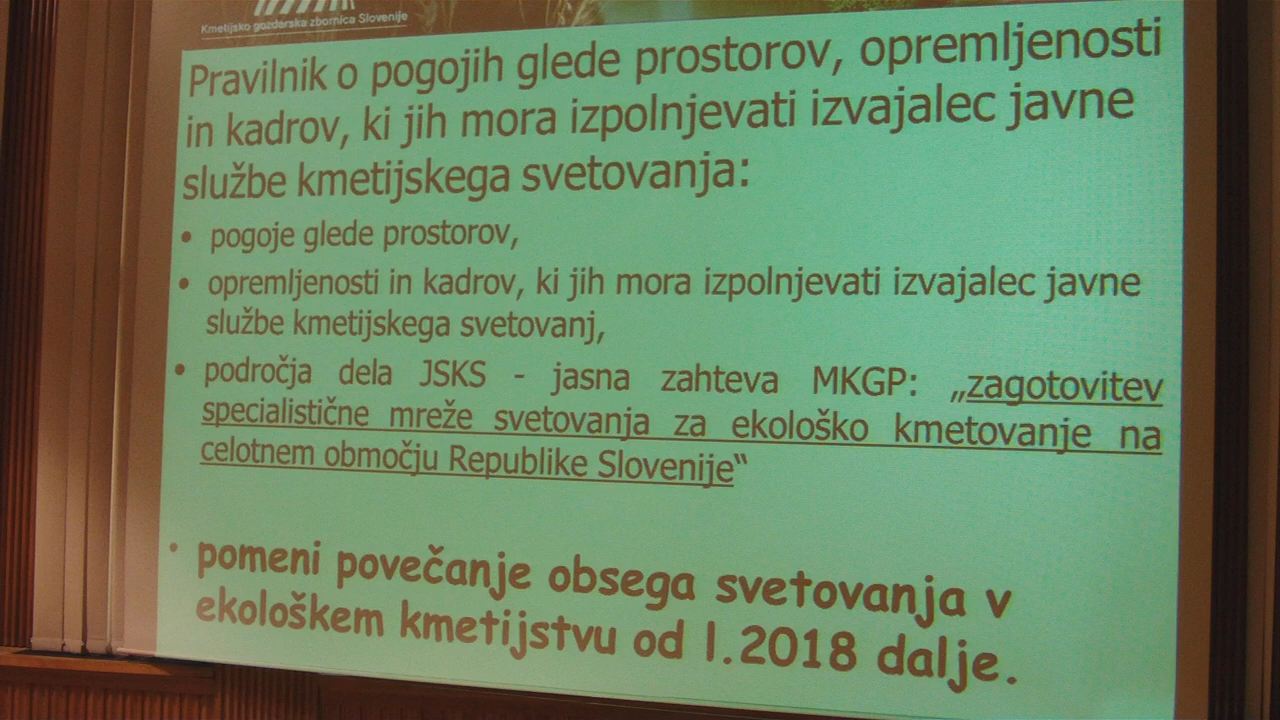 Kmetijsko gozdarska zbornica Slovenije
Pravilnik o pogojih glede prostorov, opremljenosti
in kadrov, ki jih mora izpolnjevati izvajalec javne
službe kmetijskega svetovanja:
• pogoje glede prostorov,
• opremljenosti in kadrov, ki jih mora izpolnjevati izvajalec javne
službe kmetijskega svetovanj,
• področja dela JSKS - jasna zahteva MKGP: „zagotovitev
specialistične mreže svetovanja za ekološko kmetovanje na
celotnem območju Republike Slovenije“
• pomeni povečanje obsega svetovanja v
ekološkem kmetijstvu od l.2018 dalje.